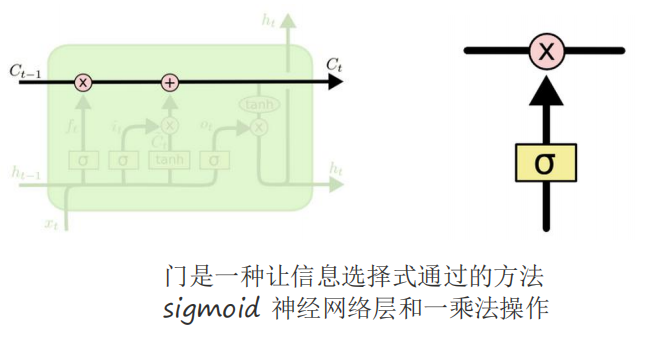 h_t
C_{t-1}
x
+
C_t
tanh
f_t
i_t
o_t
x
x
C̃_t
σ
σ
tanh
σ
h_{t-1}
h_t
x_t
x
σ
门是一种让信息选择式通过的方法
sigmoid 神经网络层和一乘法操作